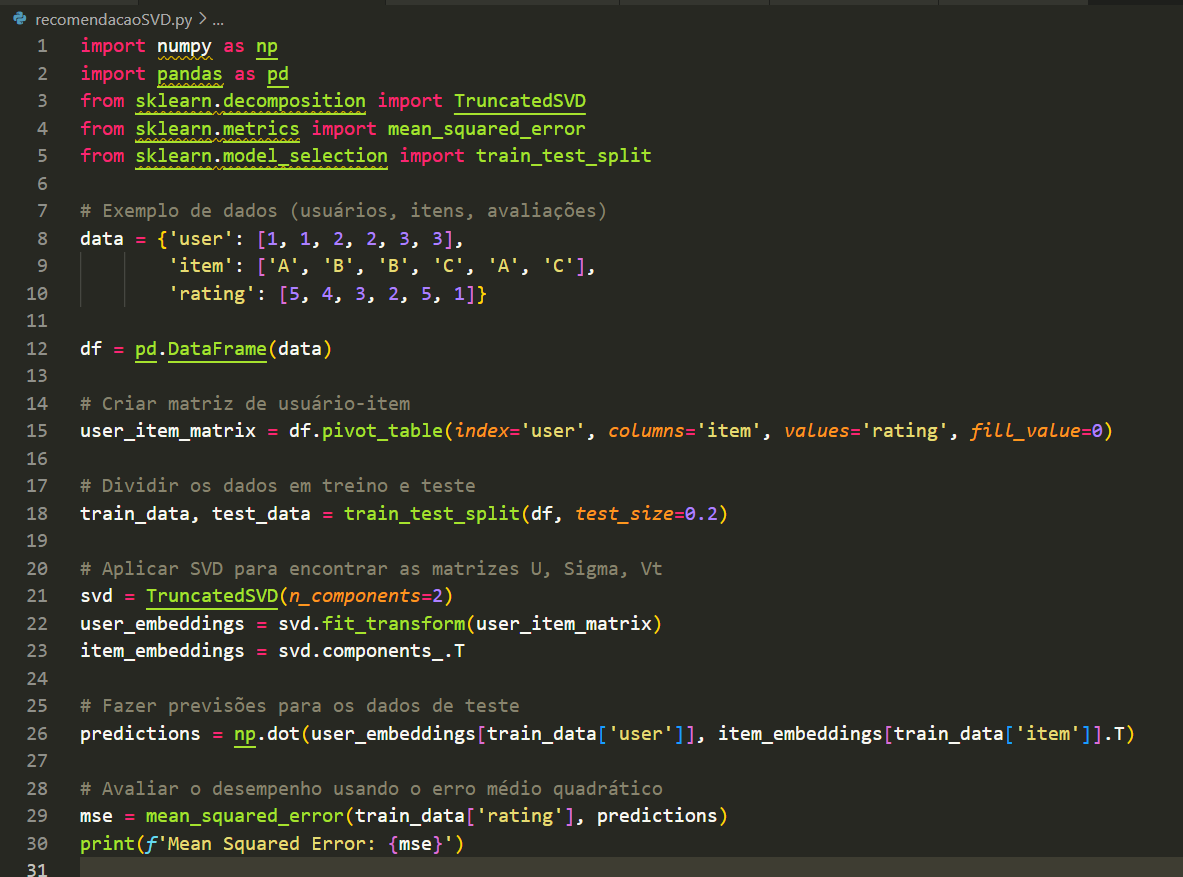 recomendacaoSVD.py > ...
1 import numpy as np
2 import pandas as pd
3 from sklearn.decomposition import TruncatedSVD
4 from sklearn.metrics import mean_squared_error
5 from sklearn.model_selection import train_test_split
6
7 # Exemplo de dados (usuários, itens, avaliações)
8 data = {'user': [1, 1, 2, 2, 3, 3],
9         'item': ['A', 'B', 'B', 'C', 'A', 'C'],
10         'rating': [5, 4, 3, 2, 5, 1]}
11
12 df = pd.DataFrame(data)
13
14 # Criar matriz de usuário-item
15 user_item_matrix = df.pivot_table(index='user', columns='item', values='rating', fill_value=0)
16
17 # Dividir os dados em treino e teste
18 train_data, test_data = train_test_split(df, test_size=0.2)
19
20 # Aplicar SVD para encontrar as matrizes U, Sigma, Vt
21 svd = TruncatedSVD(n_components=2)
22 user_embeddings = svd.fit_transform(user_item_matrix)
23 item_embeddings = svd.components_.T
24
25 # Fazer previsões para os dados de teste
26 predictions = np.dot(user_embeddings[train_data['user']], item_embeddings[train_data['item']].T)
27
28 # Avaliar o desempenho usando o erro médio quadrático
29 mse = mean_squared_error(train_data['rating'], predictions)
30 print(f'Mean Squared Error: {mse}')
31